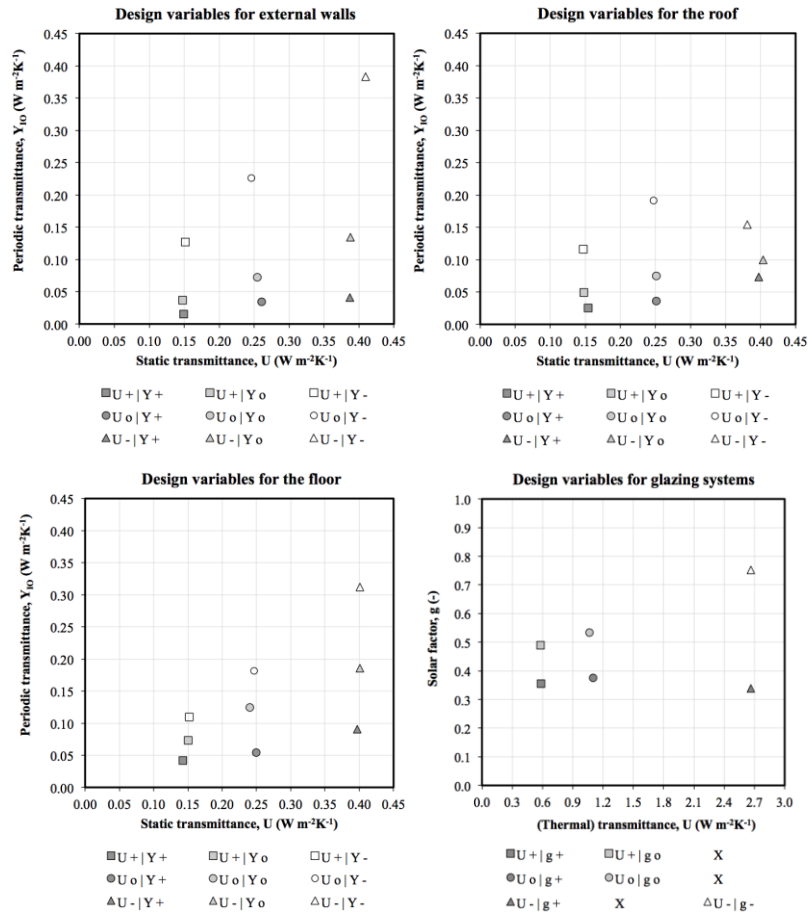 Design variables for external walls
Periodic transmittance, Y_IO (W m⁻²K⁻¹)
0.45
0.40
0.35
0.30
0.25
0.20
0.15
0.10
0.05
0.00
0.00 0.05 0.10 0.15 0.20 0.25 0.30 0.35 0.40 0.45
Static transmittance, U (W m⁻²K⁻¹)
U + | Y + U + | Y o U + | Y -
U o | Y + U o | Y o U o | Y -
U - | Y + U - | Y o U - | Y -
Design variables for the roof
Periodic transmittance, Y_IO (W m⁻²K⁻¹)
0.45
0.40
0.35
0.30
0.25
0.20
0.15
0.10
0.05
0.00
0.00 0.05 0.10 0.15 0.20 0.25 0.30 0.35 0.40 0.45
Static transmittance, U (W m⁻²K⁻¹)
U + | Y + U + | Y o U + | Y -
U o | Y + U o | Y o U o | Y -
U - | Y + U - | Y o U - | Y -
Design variables for the floor
Periodic transmittance, Y_IO (W m⁻²K⁻¹)
0.45
0.40
0.35
0.30
0.25
0.20
0.15
0.10
0.05
0.00
0.00 0.05 0.10 0.15 0.20 0.25 0.30 0.35 0.40 0.45
Static transmittance, U (W m⁻²K⁻¹)
U + | Y + U + | Y o U + | Y -
U o | Y + U o | Y o U o | Y -
U - | Y + U - | Y o U - | Y -
Design variables for glazing systems
Solar factor, g (-)
1.0
0.9
0.8
0.7
0.6
0.5
0.4
0.3
0.2
0.1
0.0
0.0 0.3 0.6 0.9 1.2 1.5 1.8 2.1 2.4 2.7 3.0
(Thermal) transmittance, U (W m⁻²K⁻¹)
U + | g + U + | g o X
U o | g + U o | g o X
U - | g + X U - | g -